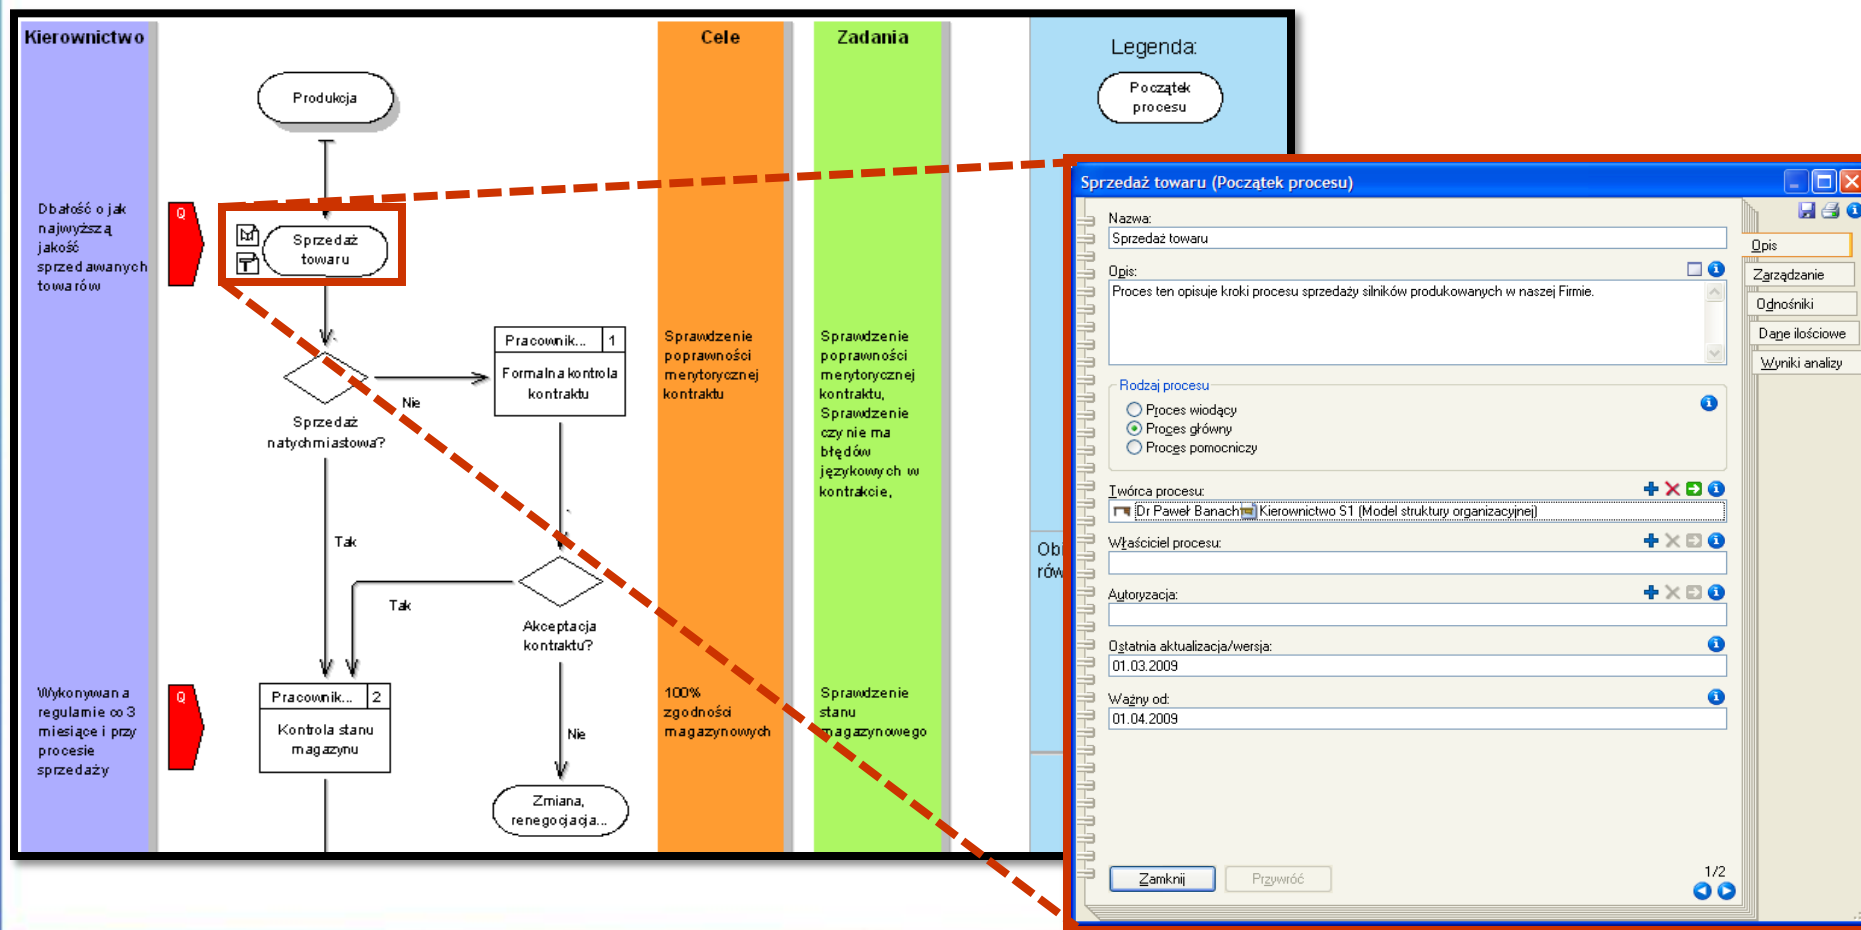 Kierownictwo
Cele
Zadania
Legenda:
Produkcja
Początek
procesu
Dbałość o jak
najwyższą
jakość
sprzedawanych
towarów
Q
Sprzedaż
towaru
Pracownik...
1
Formalna kontrola
kontraktu
Sprawdzenie
poprawności
merytorycznej
kontraktu
Sprawdzenie
poprawności
merytorycznej
kontraktu,
Sprawdzenie
czy nie ma
błędów
językowych w
kontrakcie,
Nie
Sprzedaż
natychmiastowa?
Tak
Tak
Akceptacja
kontraktu?
Wykonywana
regularnie co 3
miesiące i przy
procesie
sprzedaży
Q
Pracownik...
2
Kontrola stanu
magazynu
Nie
Zmiana,
renegocjacja...
100%
zgodności
magazynowych
Sprawdzenie
stanu
magazynowego
Obi
rów
Sprzedaż towaru (Początek procesu)
Nazwa:
Sprzedaż towaru
Opis:
Proces ten opisuje kroki procesu sprzedaży silników produkowanych w naszej Firmie.
Rodzaj procesu
Proces wiodący
Proces główny
Proces pomocniczy
Twórca procesu:
Dr Paweł Banach Kierownictwo S1 (Model struktury organizacyjnej)
Właściciel procesu:
Autoryzacja:
Ostatnia aktualizacja/wersja:
01.03.2009
Ważny od:
01.04.2009
Zamknij
Przywróć
1/2
Opis
Zarządzanie
Odnośniki
Dane ilościowe
Wyniki analizy